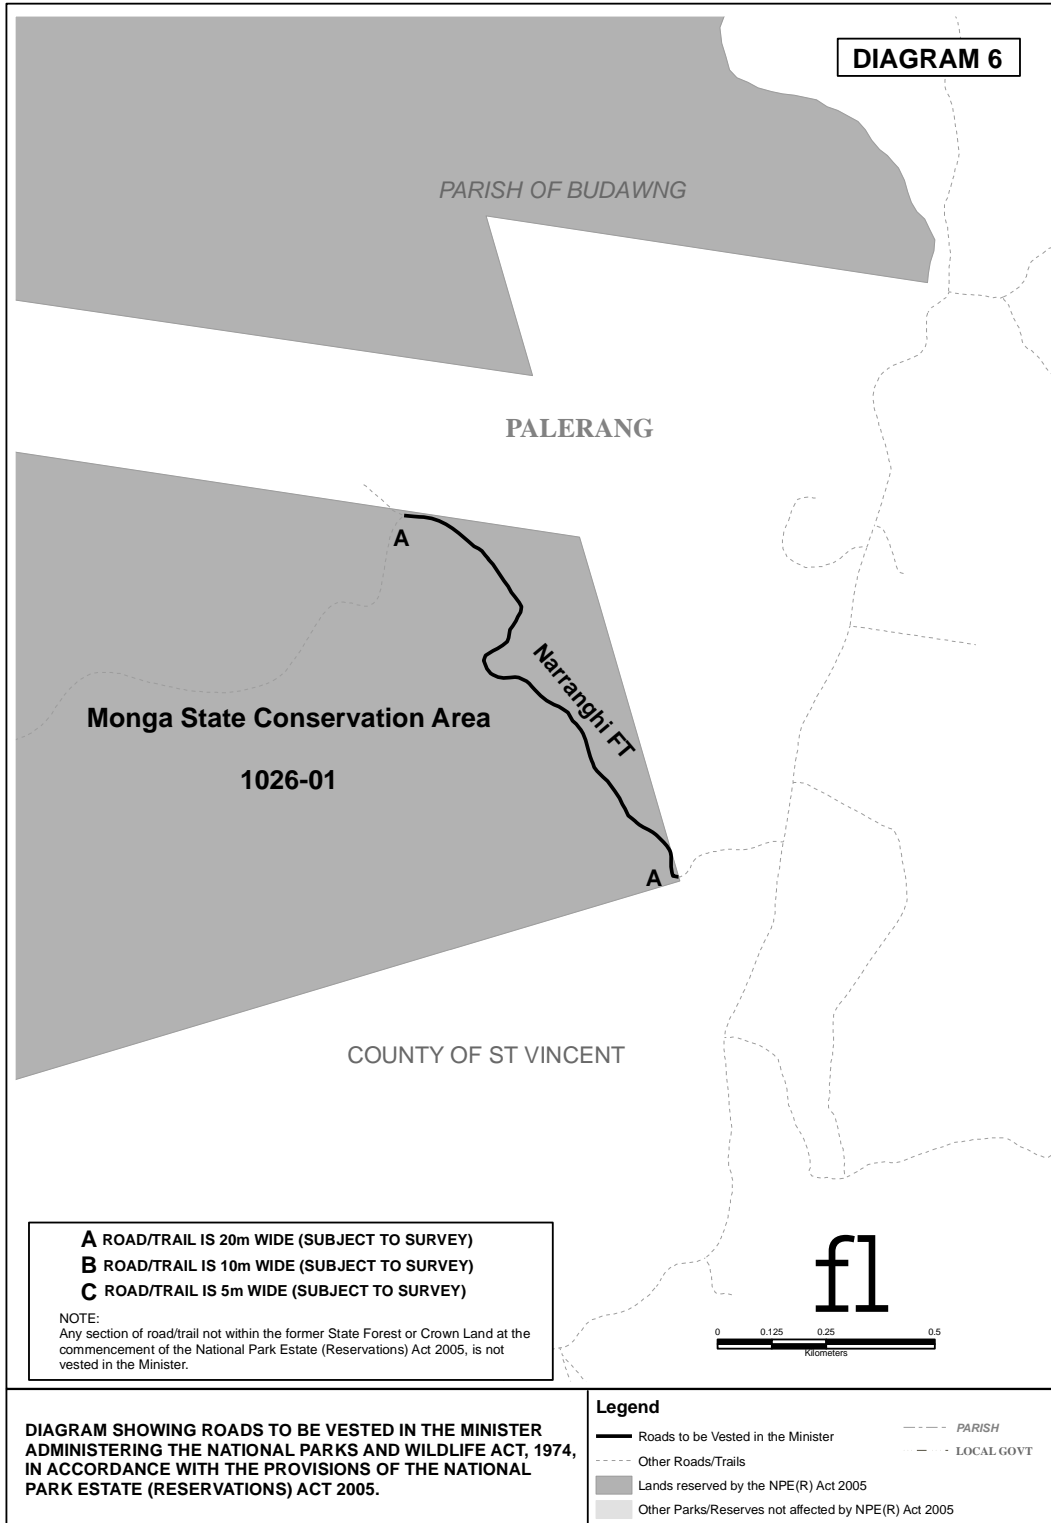 DIAGRAM 6
PARISH OF BUDAWNG
PALERANG
A
Narranghi FT
Monga State Conservation Area
1026-01
A
COUNTY OF ST VINCENT
A ROAD/TRAIL IS 20m WIDE (SUBJECT TO SURVEY)
B ROAD/TRAIL IS 10m WIDE (SUBJECT TO SURVEY)
C ROAD/TRAIL IS 5m WIDE (SUBJECT TO SURVEY)
NOTE:
Any section of road/trail not within the former State Forest or Crown Land at the
commencement of the National Park Estate (Reservations) Act 2005, is not
vested in the Minister.
fl
0 0.125 0.25 0.5
Kilometers
DIAGRAM SHOWING ROADS TO BE VESTED IN THE MINISTER
ADMINISTERING THE NATIONAL PARKS AND WILDLIFE ACT, 1974,
IN ACCORDANCE WITH THE PROVISIONS OF THE NATIONAL
PARK ESTATE (RESERVATIONS) ACT 2005.
Legend
Roads to be Vested in the Minister
Other Roads/Trails
Lands reserved by the NPE(R) Act 2005
Other Parks/Reserves not affected by NPE(R) Act 2005
PARISH
LOCAL GOVT